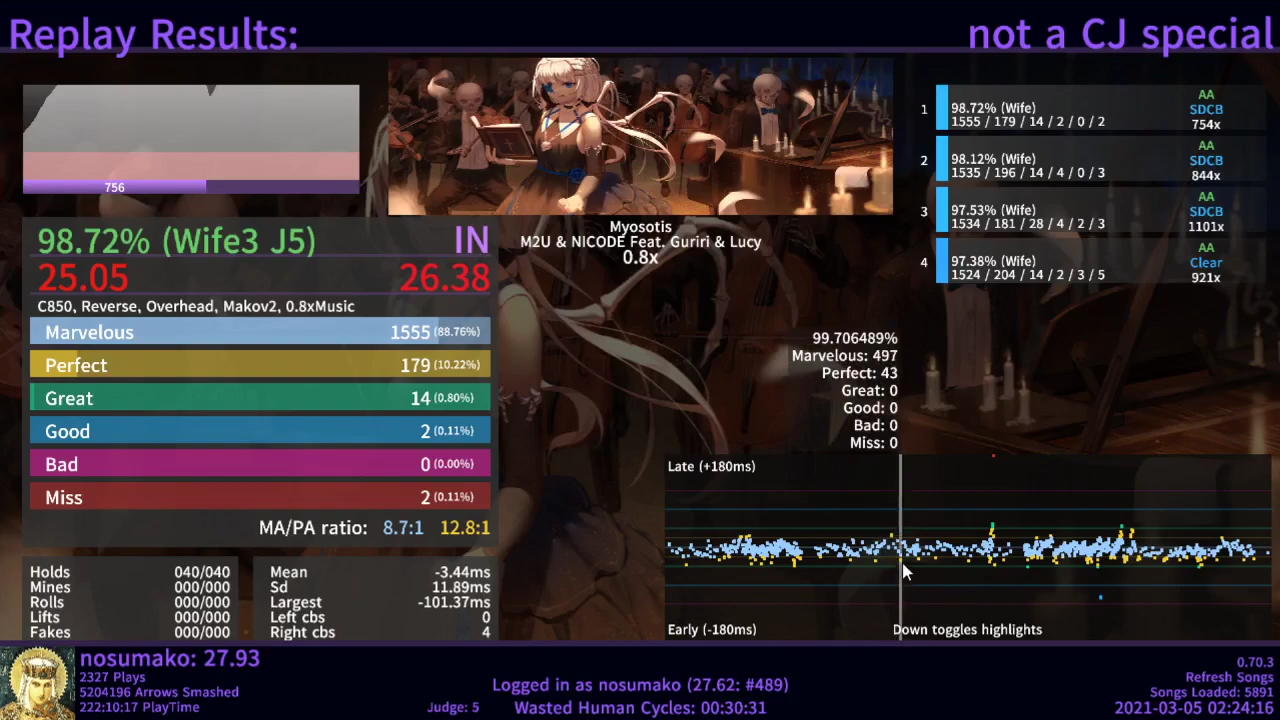 Replay Results:
not a CJ special
756
98.72% (Wife3 J5)
IN
25.05
26.38
C850, Reverse, Overhead, Makov2, 0.8xMusic
Marvelous 1555 (88.76%)
Perfect 179 (10.22%)
Great 14 (0.80%)
Good 2 (0.11%)
Bad 0 (0.00%)
Miss 2 (0.11%)
MA/PA ratio: 8.7:1 12.8:1
Holds 040/040
Mines 000/000
Rolls 000/000
Lifts 000/000
Fakes 000/000
Mean -3.44ms
Sd 11.89ms
Largest -101.37ms
Left cbs 0
Right cbs 4
Myosotis
M2U & NICODE Feat. Guriri & Lucy
0.8x
1 98.72% (Wife) AA
1555 / 179 / 14 / 2 / 0 / 2 SDCB
754x
2 98.12% (Wife) AA
1535 / 196 / 14 / 4 / 0 / 3 SDCB
844x
3 97.53% (Wife) AA
1534 / 181 / 28 / 4 / 2 / 3 SDCB
1101x
4 97.38% (Wife) AA
1524 / 204 / 14 / 2 / 3 / 5 Clear
921x
99.706489%
Marvelous: 497
Perfect: 43
Great: 0
Good: 0
Bad: 0
Miss: 0
Late (+180ms)
Early (-180ms)
Down toggles highlights
nosumako: 27.93
2327 Plays
5204196 Arrows Smashed
222:10:17 PlayTime
Judge: 5
Logged in as nosumako (27.62: #489)
Wasted Human Cycles: 00:30:31
0.70.3
Refresh Songs
Songs Loaded: 5891
2021-03-05 02:24:16